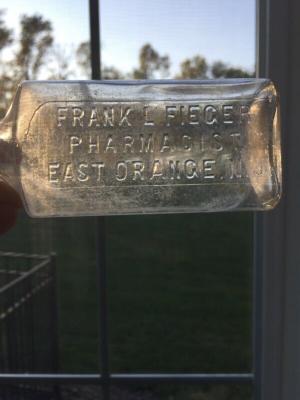 FRANK L FIEGER
PHARMACIST
EAST ORANGE, N.J.